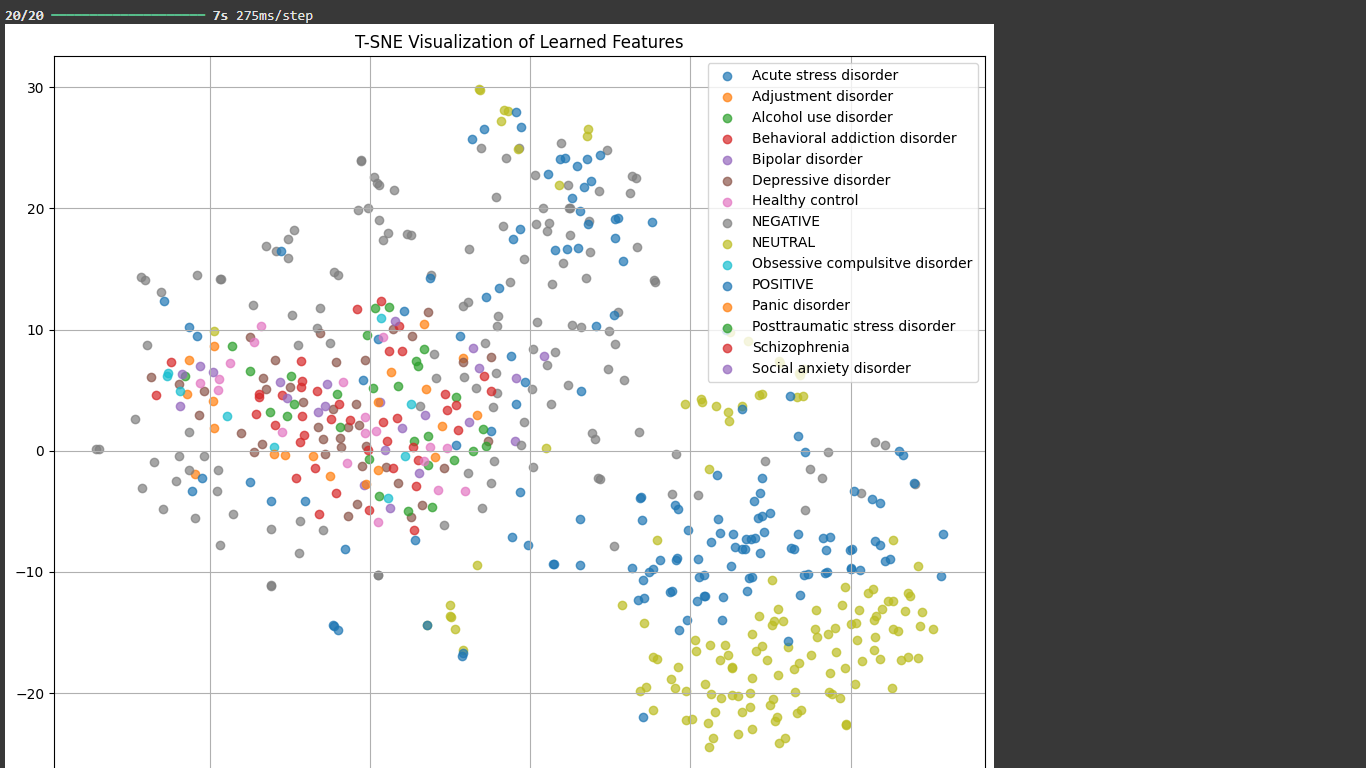 20/20 ━━━━━━━━━━━━━━━━━━━━ 7s 275ms/step
T-SNE Visualization of Learned Features
Acute stress disorder
Adjustment disorder
Alcohol use disorder
Behavioral addiction disorder
Bipolar disorder
Depressive disorder
Healthy control
NEGATIVE
NEUTRAL
Obsessive compulsitve disorder
POSITIVE
Panic disorder
Posttraumatic stress disorder
Schizophrenia
Social anxiety disorder
30
20
10
0
−10
−20